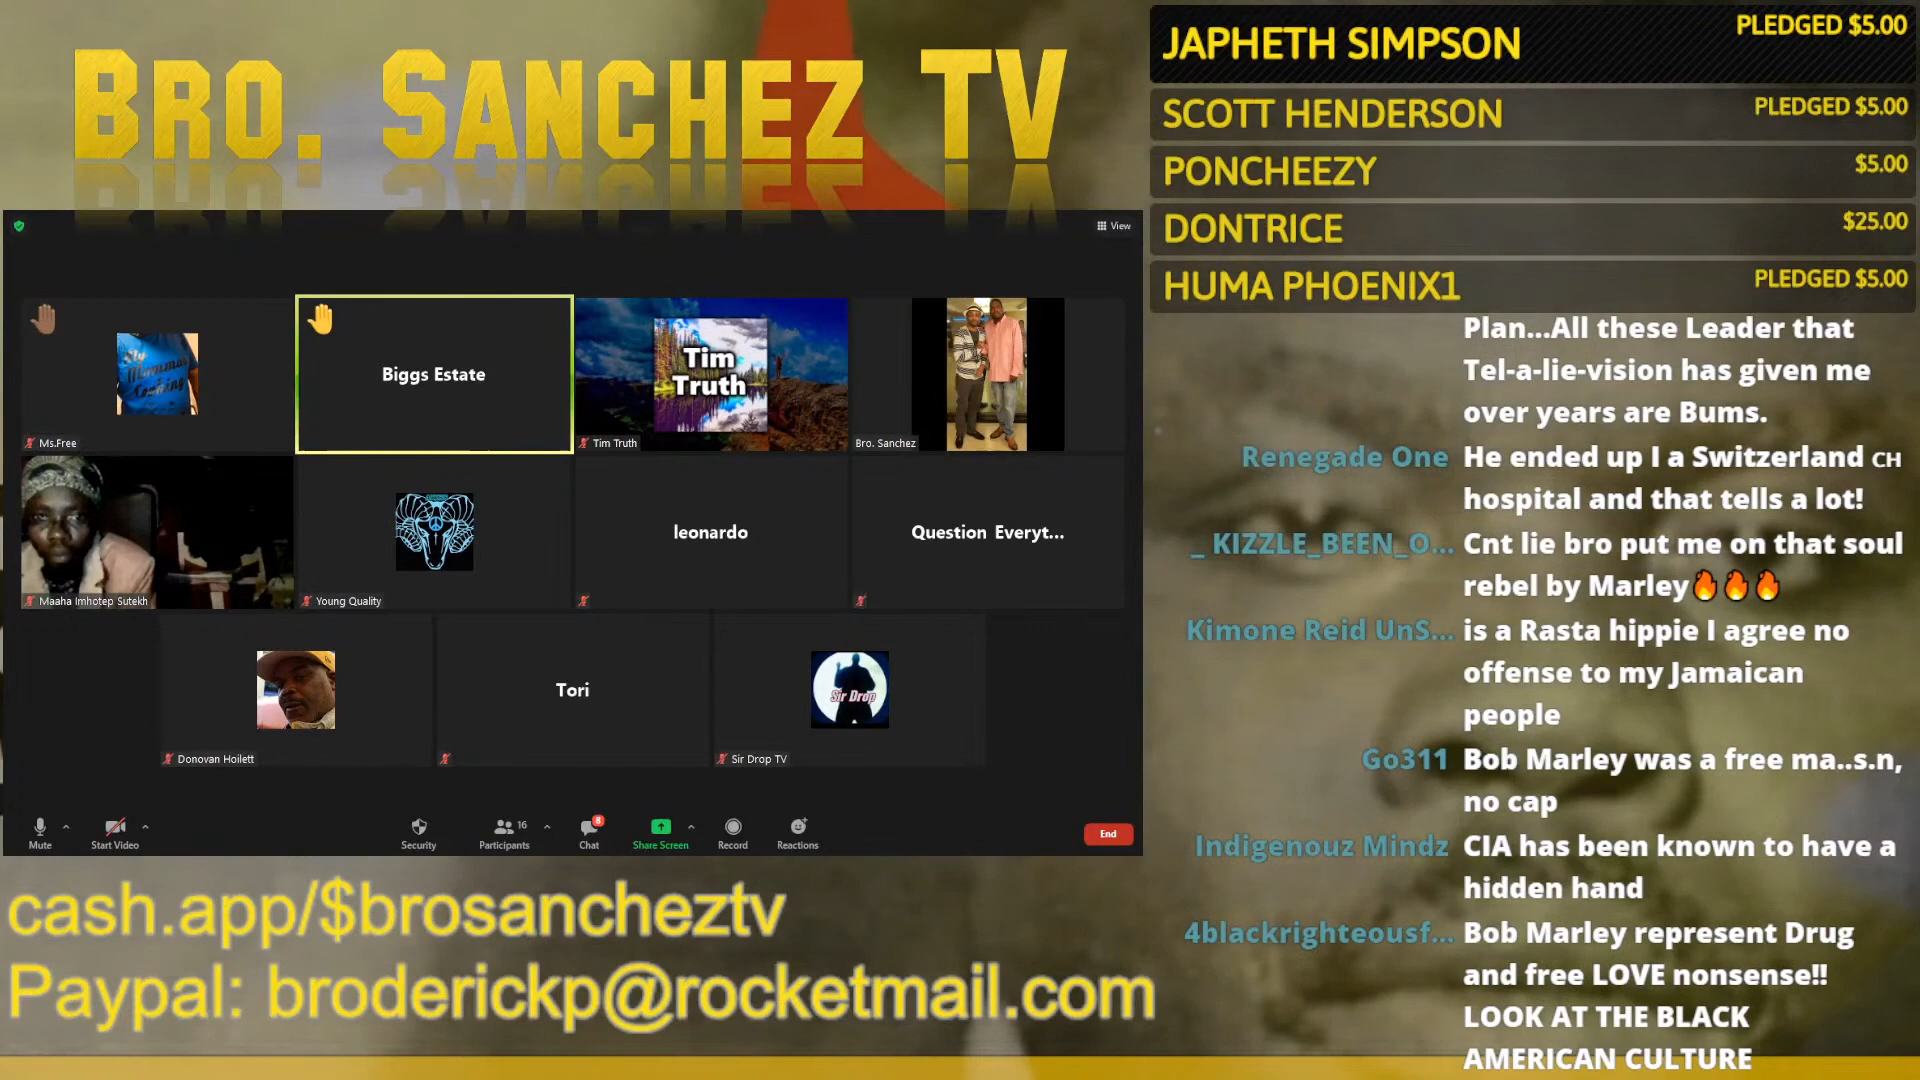 BRO. SANCHEZ TV
View
Ms.Free
Biggs Estate
Tim
Truth
Tim Truth
Bro. Sanchez
Maaha Imhotep Sutekh
Young Quality
leonardo
Question Everyt...
Donovan Hoilett
Tori
Sir Drop
Sir Drop TV
Mute
Start Video
Security
16
Participants
8
Chat
Share Screen
Record
Reactions
End
cash.app/$brosancheztv
Paypal: broderickp@rocketmail.com
JAPHETH SIMPSON PLEDGED $5.00
SCOTT HENDERSON PLEDGED $5.00
PONCHEEZY $5.00
DONTRICE $25.00
HUMA PHOENIX1 PLEDGED $5.00
Plan...All these Leader that
Tel-a-lie-vision has given me
over years are Bums.
Renegade One He ended up I a Switzerland CH
hospital and that tells a lot!
_ KIZZLE_BEEN_O... Cnt lie bro put me on that soul
rebel by Marley🔥🔥🔥
Kimone Reid UnS... is a Rasta hippie I agree no
offense to my Jamaican
people
Go311 Bob Marley was a free ma..s.n,
no cap
Indigenouz Mindz CIA has been known to have a
hidden hand
4blackrighteousf... Bob Marley represent Drug
and free LOVE nonsense!!
LOOK AT THE BLACK
AMERICAN CULTURE